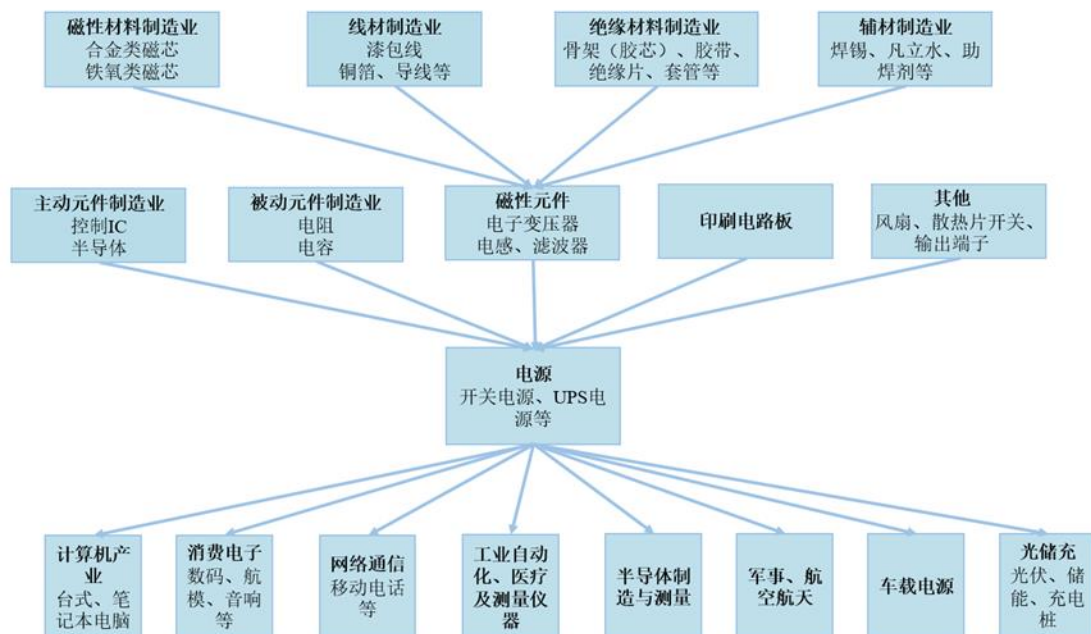 磁性材料制造业
合金类磁芯
铁氧类磁芯
线材制造业
漆包线
铜箔、导线等
绝缘材料制造业
骨架（胶芯）、胶带、
绝缘片、套管等
辅材制造业
焊锡、凡立水、助
焊剂等
主动元件制造业
控制IC
半导体
被动元件制造业
电阻
电容
磁性元件
电子变压器
电感、滤波器
印刷电路板
其他
风扇、散热片开关、
输出端子
电源
开关电源、UPS电
源等
计算机产
业
台式、笔
记本电脑
消费电子
数码、航
模、音响
等
网络通信
移动电话
等
工业自动
化、医疗
及测量仪
器
半导体制
造与测量
军事、航
空航天
车载电源
光储充
光伏、储
能、充电
桩